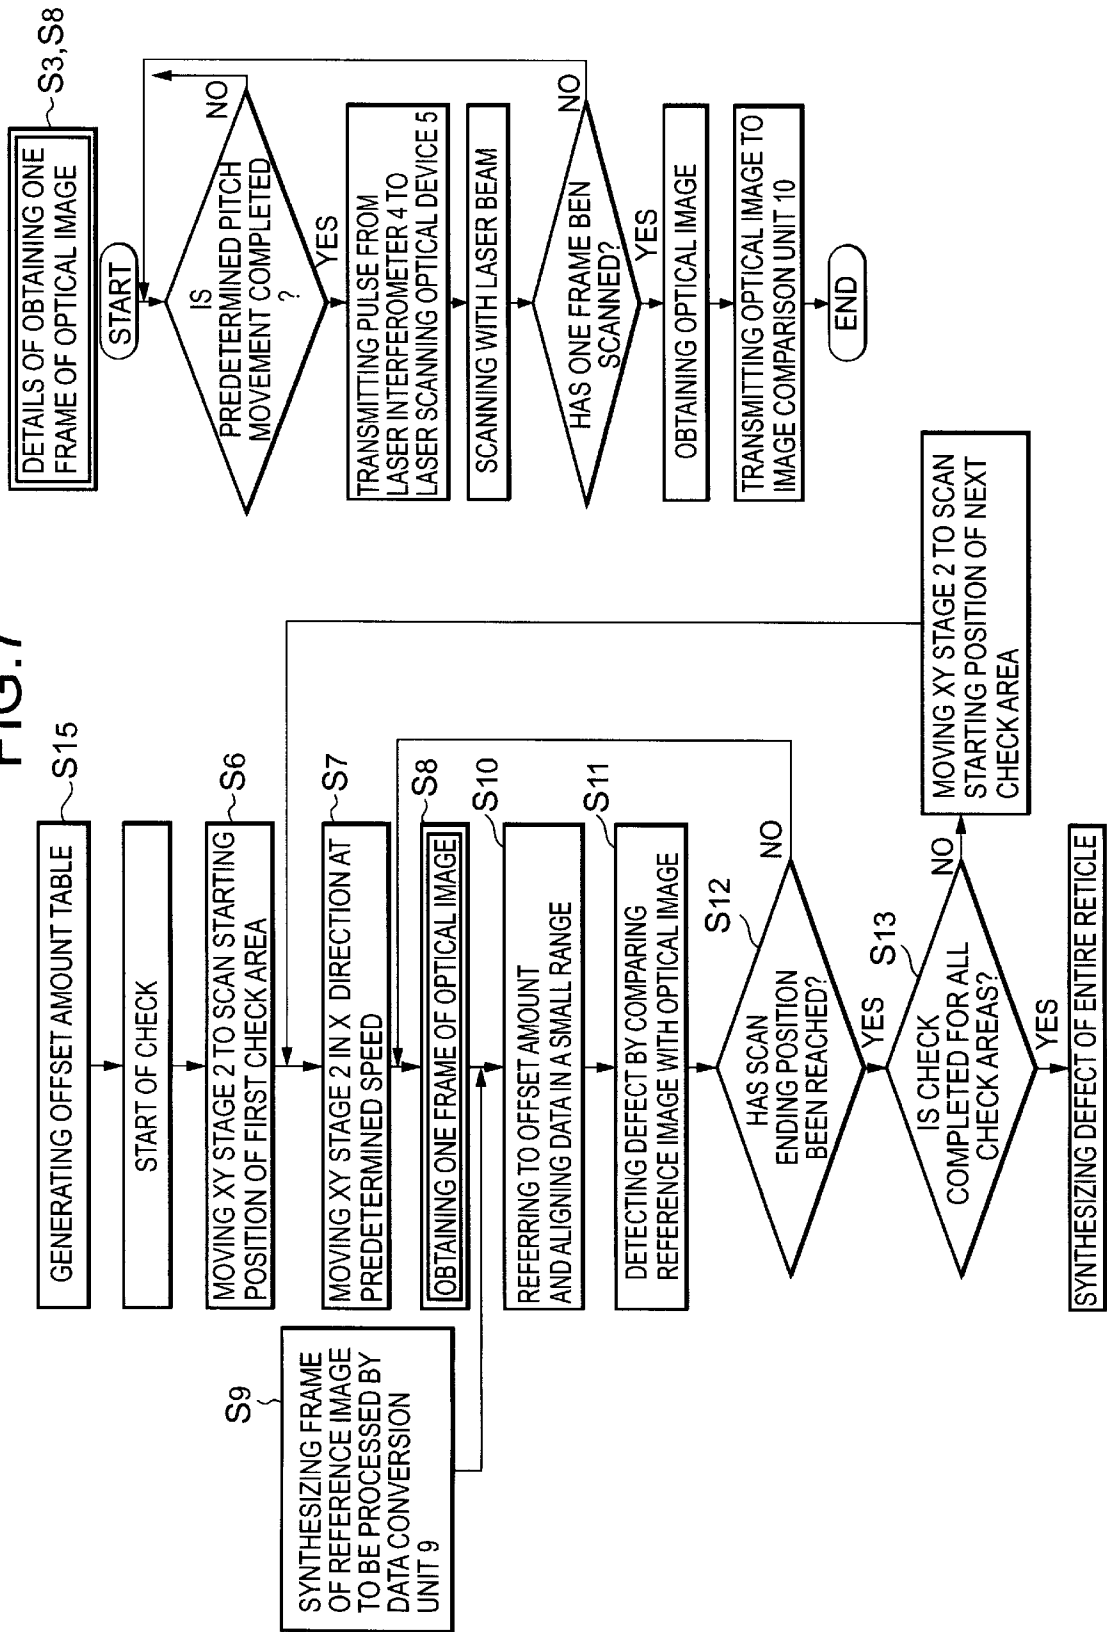 FIG.7
GENERATING OFFSET AMOUNT TABLE
S15
START OF CHECK
MOVING XY STAGE 2 TO SCAN STARTING
POSITION OF FIRST CHECK AREA
S6
MOVING XY STAGE 2 IN X DIRECTION AT
PREDETERMINED SPEED
S7
OBTAINING ONE FRAME OF OPTICAL IMAGE
S8
SYNTHESIZING FRAME
OF REFERENCE IMAGE
TO BE PROCESSED BY
DATA CONVERSION
UNIT 9
S9
REFERRING TO OFFSET AMOUNT
AND ALIGNING DATA IN A SMALL RANGE
S10
DETECTING DEFECT BY COMPARING
REFERENCE IMAGE WITH OPTICAL IMAGE
S11
HAS SCAN
ENDING POSITION
BEEN REACHED?
S12
NO
YES
IS CHECK
COMPLETED FOR ALL
CHECK AREAS?
S13
NO
YES
MOVING XY STAGE 2 TO SCAN
STARTING POSITION OF NEXT
CHECK AREA
SYNTHESIZING DEFECT OF ENTIRE RETICLE
DETAILS OF OBTAINING ONE
FRAME OF OPTICAL IMAGE
S3,S8
START
IS
PREDETERMINED PITCH
MOVEMENT COMPLETED
?
NO
YES
TRANSMITTING PULSE FROM
LASER INTERFEROMETER 4 TO
LASER SCANNING OPTICAL DEVICE 5
SCANNING WITH LASER BEAM
HAS ONE FRAME BEN
SCANNED?
NO
YES
OBTAINING OPTICAL IMAGE
TRANSMITTING OPTICAL IMAGE TO
IMAGE COMPARISON UNIT 10
END